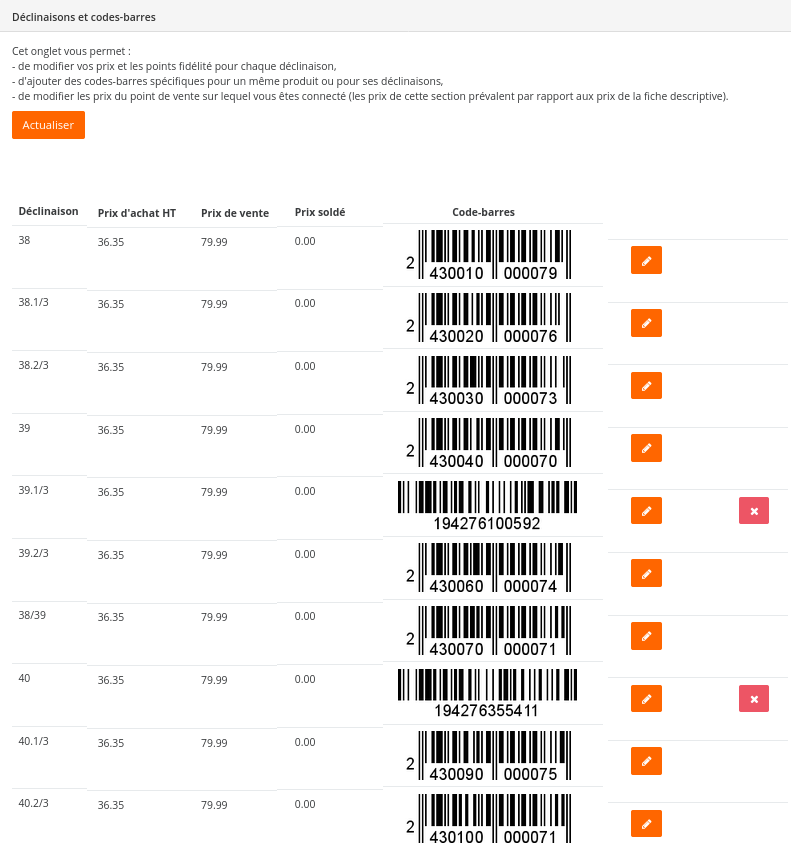 Déclinaisons et codes-barres
Cet onglet vous permet :
- de modifier vos prix et les points fidélité pour chaque déclinaison,
- d'ajouter des codes-barres spécifiques pour un même produit ou pour ses déclinaisons,
- de modifier les prix du point de vente sur lequel vous êtes connecté (les prix de cette section prévalent par rapport aux prix de la fiche descriptive).
Actualiser
Déclinaison Prix d'achat HT Prix de vente Prix soldé Code-barres
38 36.35 79.99 0.00 2 430010 000079
38.1/3 36.35 79.99 0.00 2 430020 000076
38.2/3 36.35 79.99 0.00 2 430030 000073
39 36.35 79.99 0.00 2 430040 000070
39.1/3 36.35 79.99 0.00 194276100592
39.2/3 36.35 79.99 0.00 2 430060 000074
38/39 36.35 79.99 0.00 2 430070 000071
40 36.35 79.99 0.00 194276355411
40.1/3 36.35 79.99 0.00 2 430090 000075
40.2/3 36.35 79.99 0.00 2 430100 000071